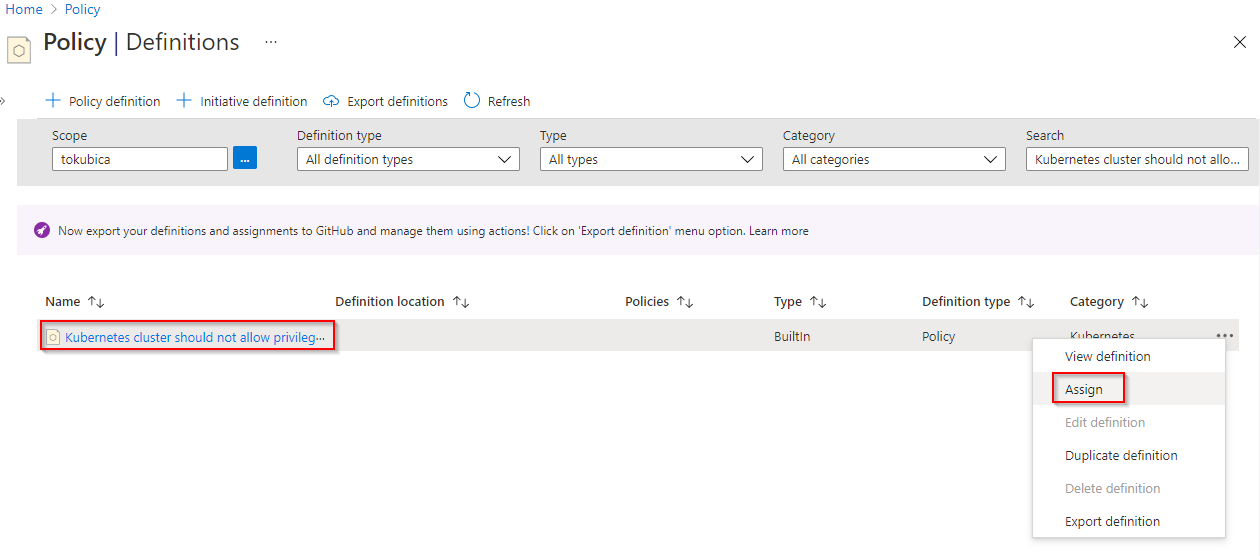 Home > Policy
Policy | Definitions ...
Policy definition Initiative definition Export definitions Refresh
Scope Definition type Type Category Search
tokubica ... All definition types All types All categories Kubernetes cluster should not allo...
Now export your definitions and assignments to GitHub and manage them using actions! Click on 'Export definition' menu option. Learn more
Name Definition location Policies Type Definition type Category
Kubernetes cluster should not allow privileg... BuiltIn Policy Kubernetes ...
View definition
Assign
Edit definition
Duplicate definition
Delete definition
Export definition